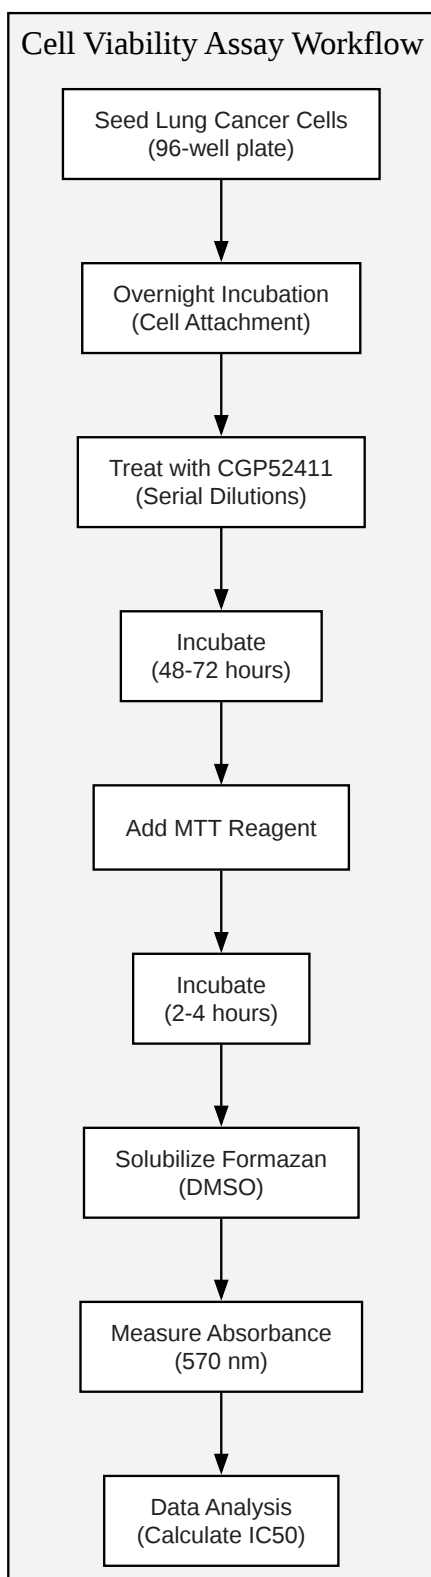 Cell Viability Assay Workflow
Seed Lung Cancer Cells
(96-well plate)
Overnight Incubation
(Cell Attachment)
Treat with CGP52411
(Serial Dilutions)
Incubate
(48-72 hours)
Add MTT Reagent
Incubate
(2-4 hours)
Solubilize Formazan
(DMSO)
Measure Absorbance
(570 nm)
Data Analysis
(Calculate IC50)